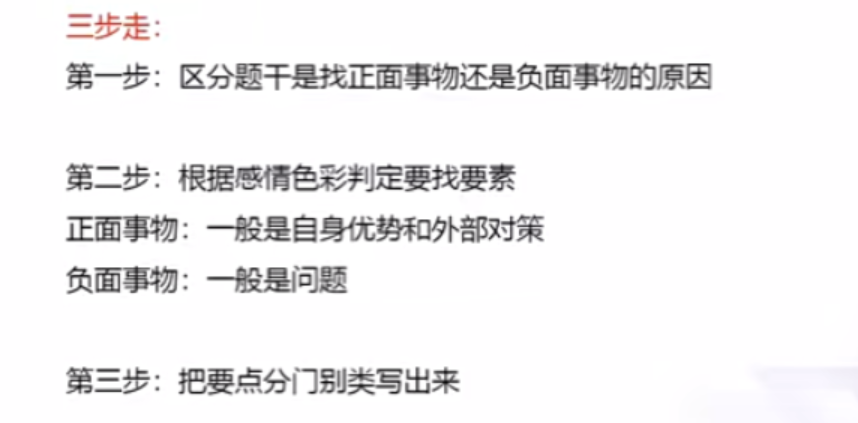 三步走：
第一步：区分题干是找正面事物还是负面事物的原因
第二步：根据感情色彩判定要找要素
正面事物：一般是自身优势和外部对策
负面事物：一般是问题
第三步：把要点分门别类写出来